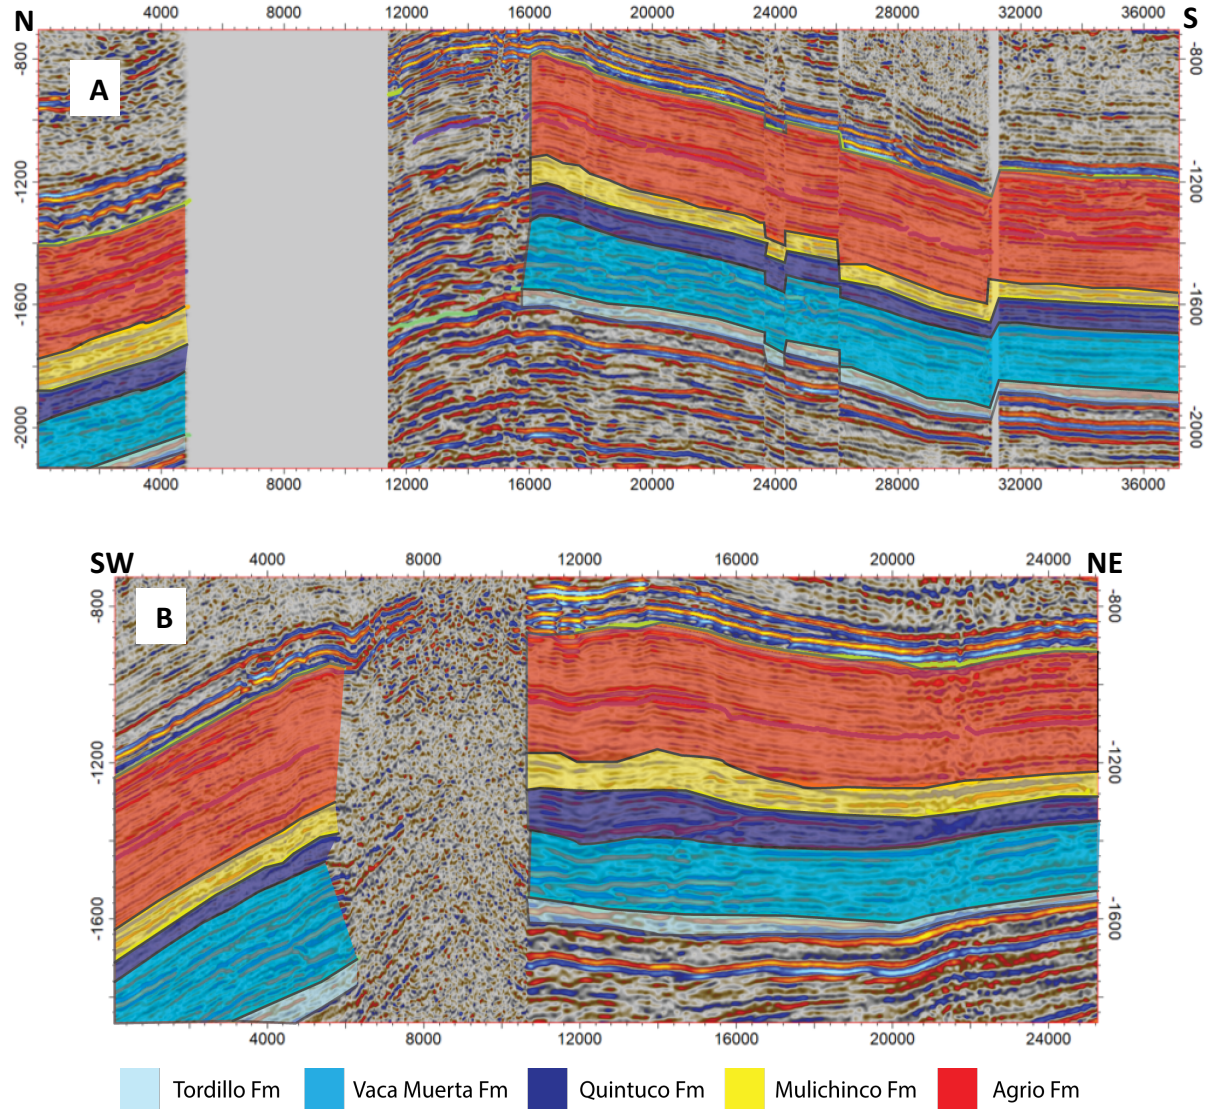 N
4000 8000 12000 16000 20000 24000 28000 32000 36000
S
A
-800 -1200 -1600 -2000
-800 -1200 -1600 -2000
4000 8000 12000 16000 20000 24000 28000 32000 36000
SW
4000 8000 12000 16000 20000 24000
NE
B
-800 -1200 -1600
-800 -1200 -1600
4000 8000 12000 16000 20000 24000
Tordillo Fm Vaca Muerta Fm Quintuco Fm Mulichinco Fm Agrio Fm